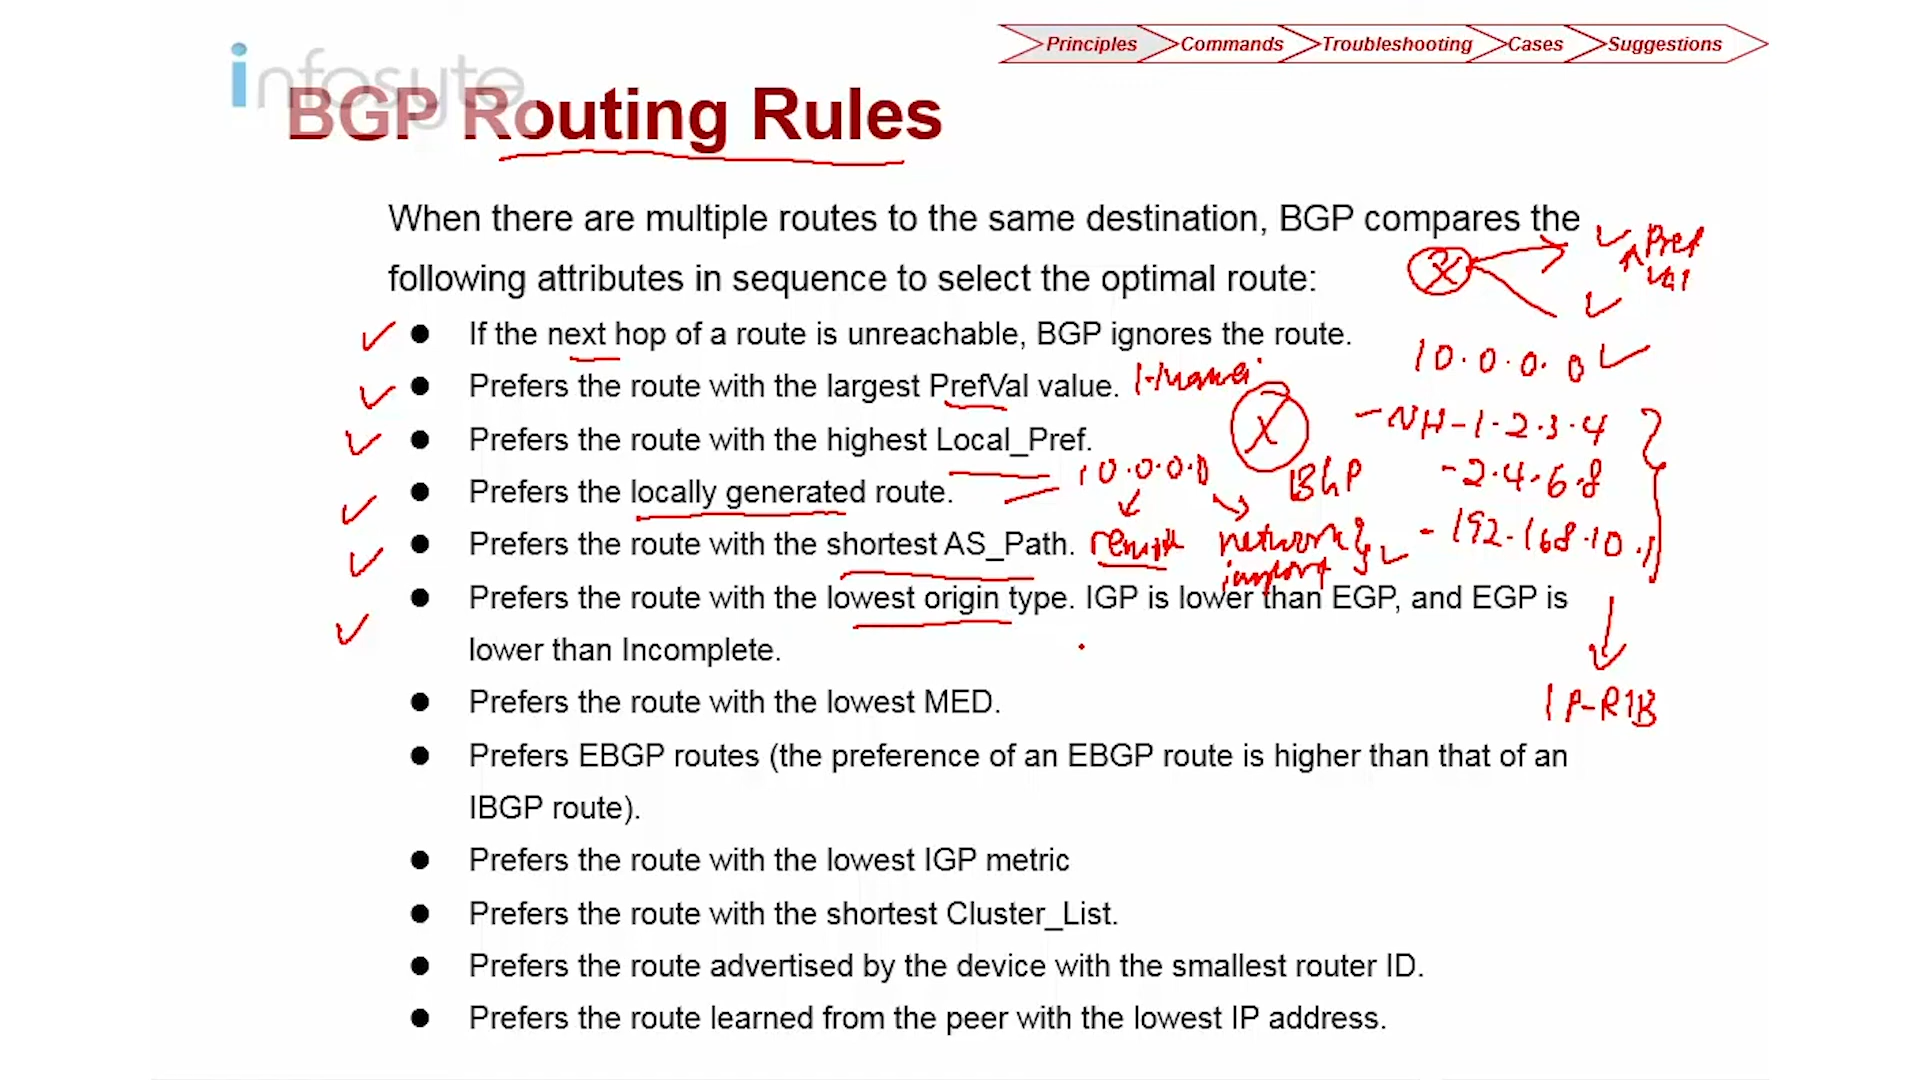 Principles Commands Troubleshooting Cases Suggestions
infosyte
BGP Routing Rules
When there are multiple routes to the same destination, BGP compares the
following attributes in sequence to select the optimal route:
Pref
Val
● If the next hop of a route is unreachable, BGP ignores the route.
10.0.0.0
● Prefers the route with the largest PrefVal value. Huawei
-NH-1.2.3.4
● Prefers the route with the highest Local_Pref.
10.0.0.0 BGP -2.4.6.8
● Prefers the locally generated route.
● Prefers the route with the shortest AS_Path. network -192.168.10.1
import
● Prefers the route with the lowest origin type. IGP is lower than EGP, and EGP is
lower than Incomplete.
● Prefers the route with the lowest MED.
IP-RIB
● Prefers EBGP routes (the preference of an EBGP route is higher than that of an
IBGP route).
● Prefers the route with the lowest IGP metric
● Prefers the route with the shortest Cluster_List.
● Prefers the route advertised by the device with the smallest router ID.
● Prefers the route learned from the peer with the lowest IP address.